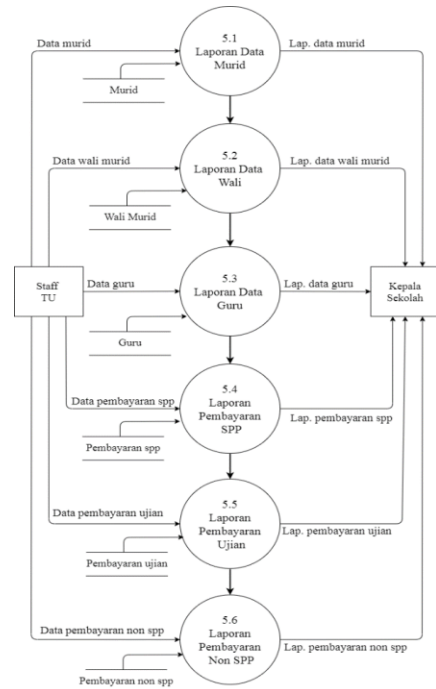 Data murid
5.1
Laporan Data
Murid
Lap. data murid
Murid
Data wali murid
5.2
Laporan Data
Wali
Lap. data wali murid
Wali Murid
Staff
TU
Data guru
5.3
Laporan Data
Guru
Lap. data guru
Kepala
Sekolah
Guru
Data pembayaran spp
5.4
Laporan
Pembayaran
SPP
Lap. pembayaran spp
Pembayaran spp
Data pembayaran ujian
5.5
Laporan
Pembayaran
Ujian
Lap. pembayaran ujian
Pembayaran ujian
Data pembayaran non spp
5.6
Laporan
Pembayaran
Non SPP
Lap. pembayaran non spp
Pembayaran non spp